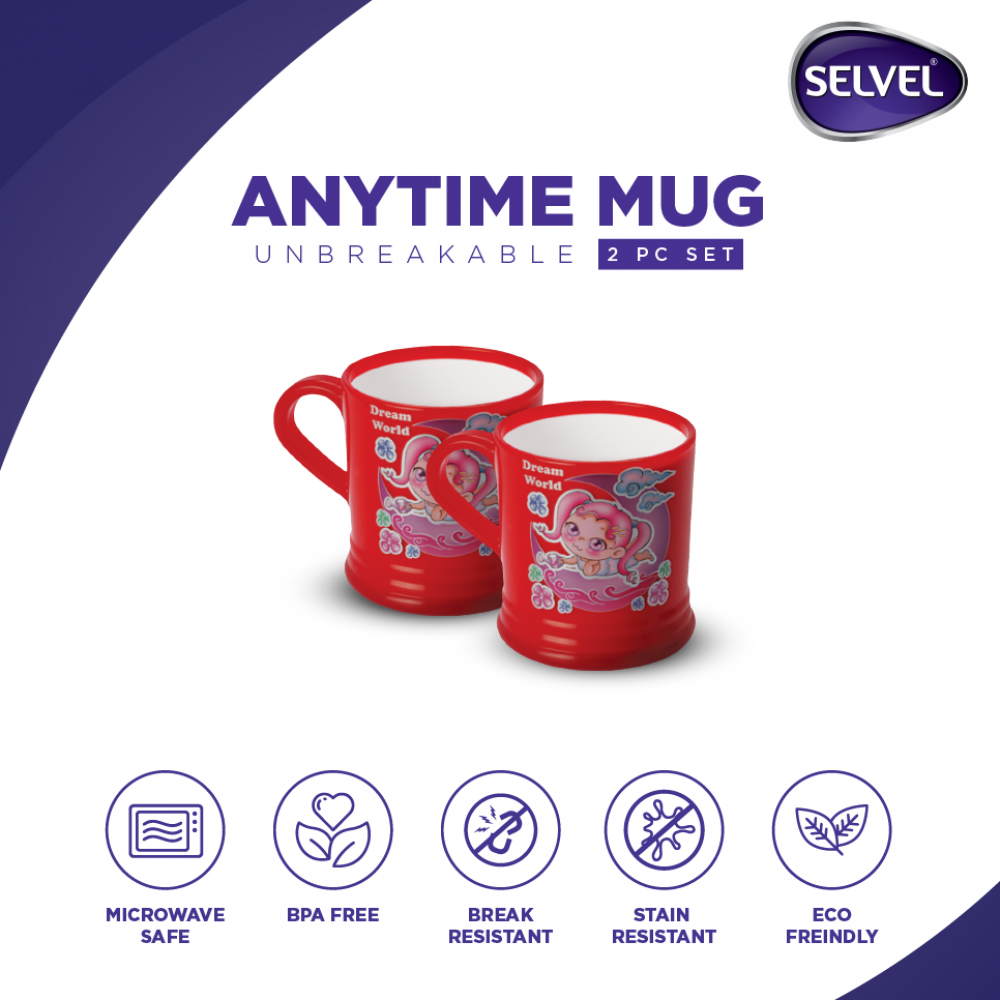 SELVEL®
ANYTIME MUG
UNBREAKABLE 2 PC SET
Dream
World
Dream
World
MICROWAVE
SAFE
BPA FREE
BREAK
RESISTANT
STAIN
RESISTANT
ECO
FREINDLY